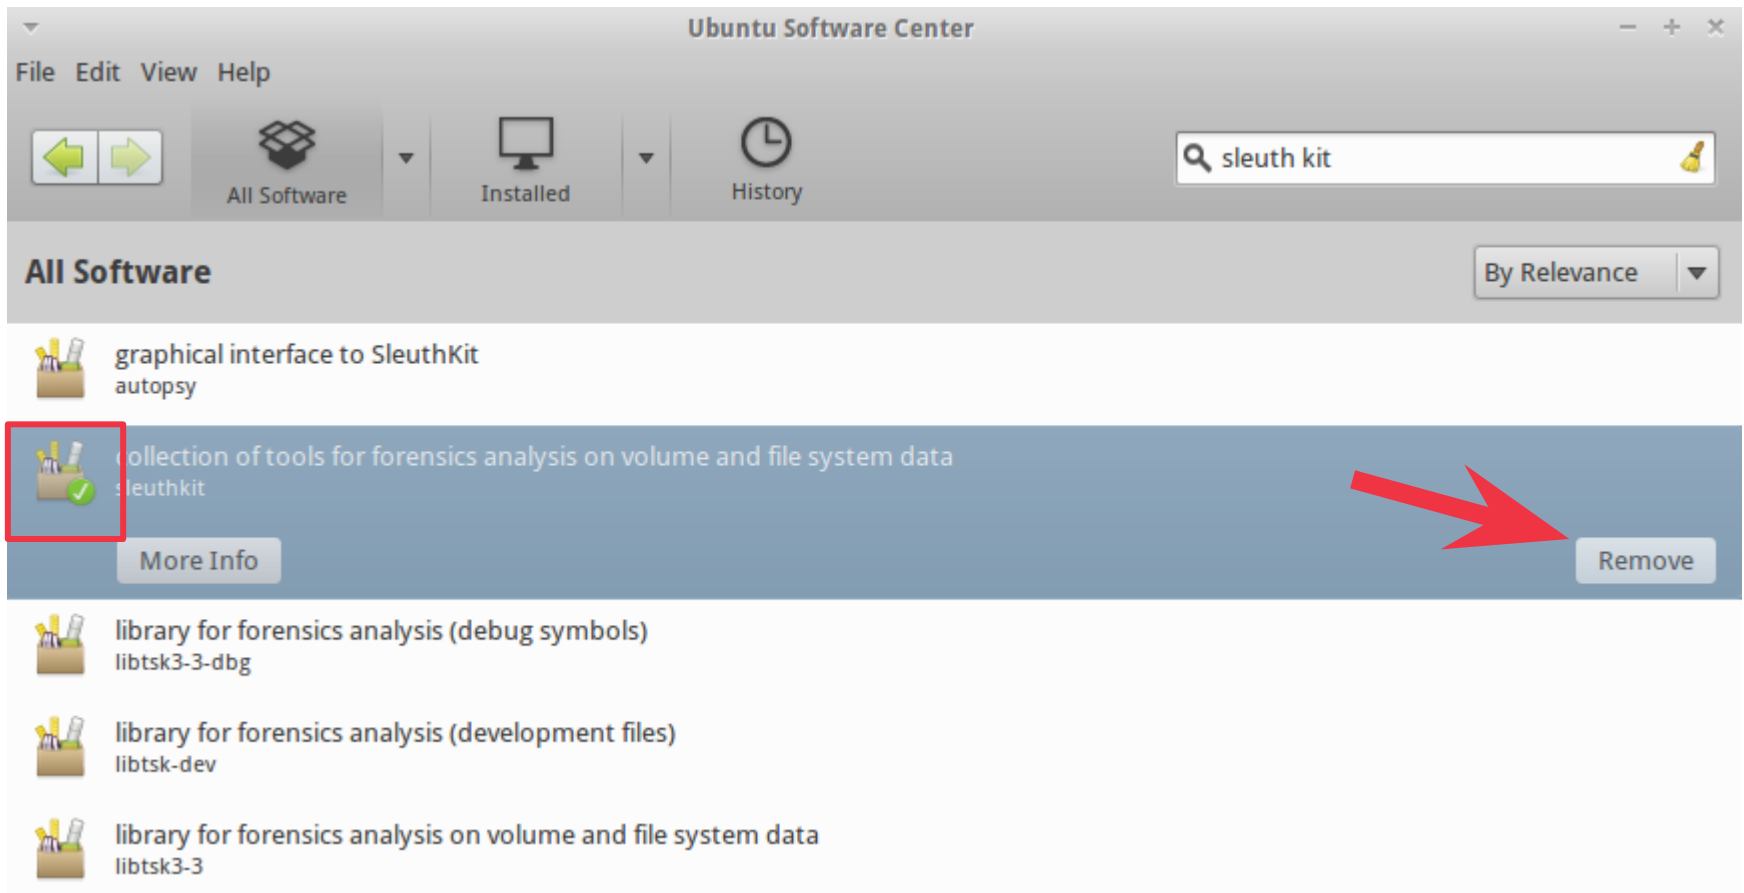 Ubuntu Software Center
File Edit View Help
All Software
Installed
History
sleuth kit
All Software
By Relevance
graphical interface to SleuthKit
autopsy
collection of tools for forensics analysis on volume and file system data
sleuthkit
More Info
Remove
library for forensics analysis (debug symbols)
libtsk3-3-dbg
library for forensics analysis (development files)
libtsk-dev
library for forensics analysis on volume and file system data
libtsk3-3